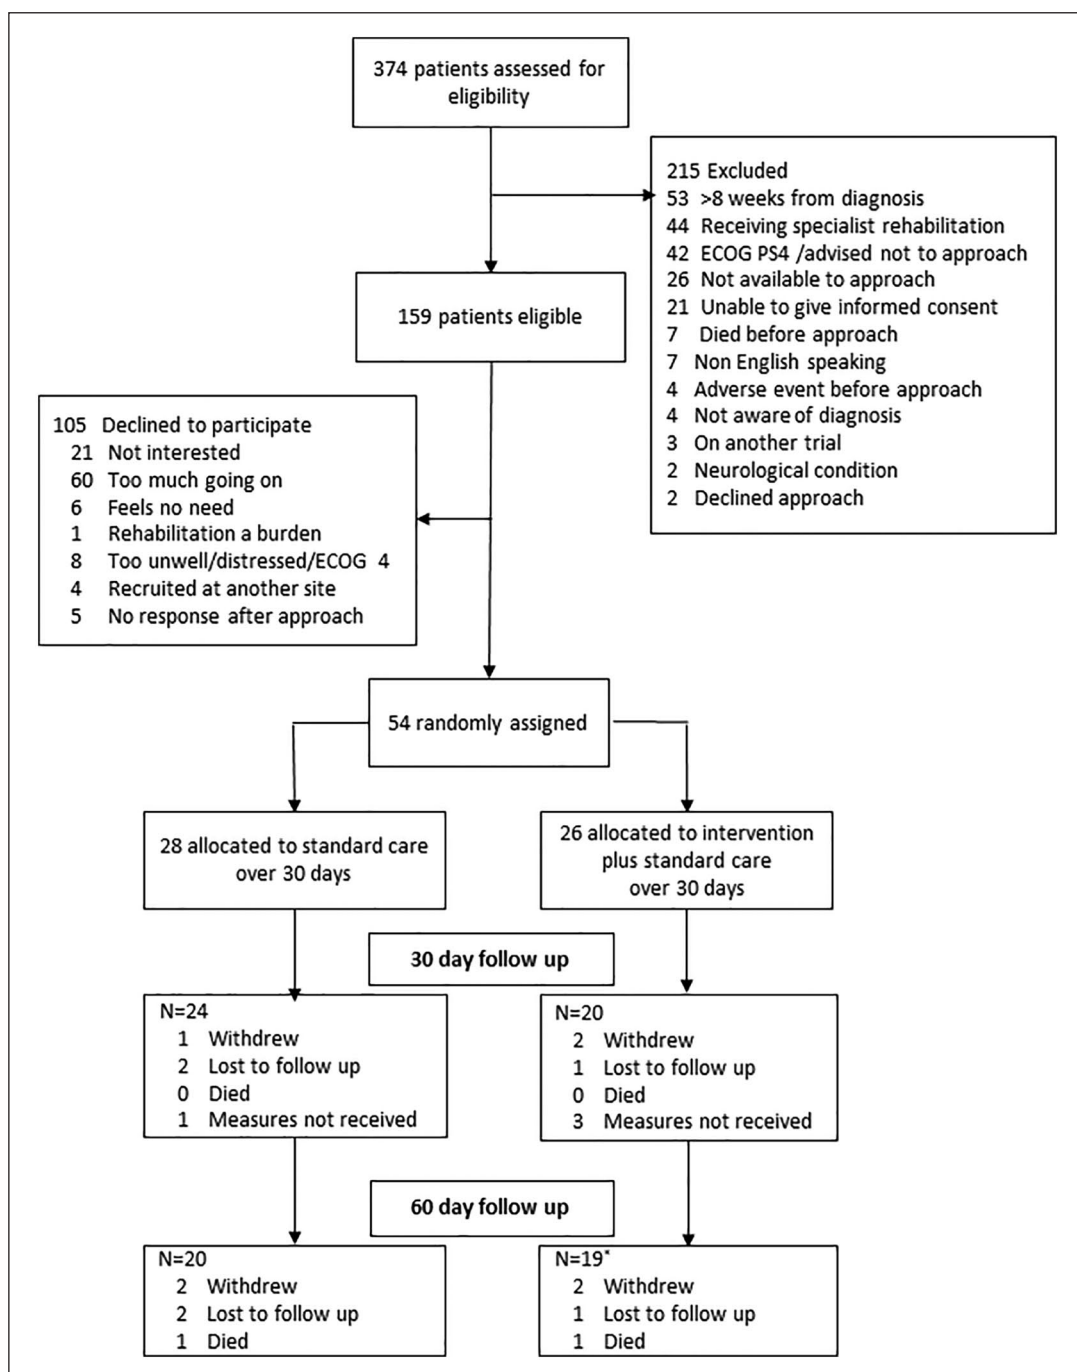 374 patients assessed for
eligibility
215 Excluded
53 >8 weeks from diagnosis
44 Receiving specialist rehabilitation
42 ECOG PS4 /advised not to approach
26 Not available to approach
21 Unable to give informed consent
7 Died before approach
7 Non English speaking
4 Adverse event before approach
4 Not aware of diagnosis
3 On another trial
2 Neurological condition
2 Declined approach
159 patients eligible
105 Declined to participate
21 Not interested
60 Too much going on
6 Feels no need
1 Rehabilitation a burden
8 Too unwell/distressed/ECOG 4
4 Recruited at another site
5 No response after approach
54 randomly assigned
28 allocated to standard care
over 30 days
26 allocated to intervention
plus standard care
over 30 days
30 day follow up
N=24
1 Withdrew
2 Lost to follow up
0 Died
1 Measures not received
N=20
2 Withdrew
1 Lost to follow up
0 Died
3 Measures not received
60 day follow up
N=20
2 Withdrew
2 Lost to follow up
1 Died
N=19*
2 Withdrew
1 Lost to follow up
1 Died